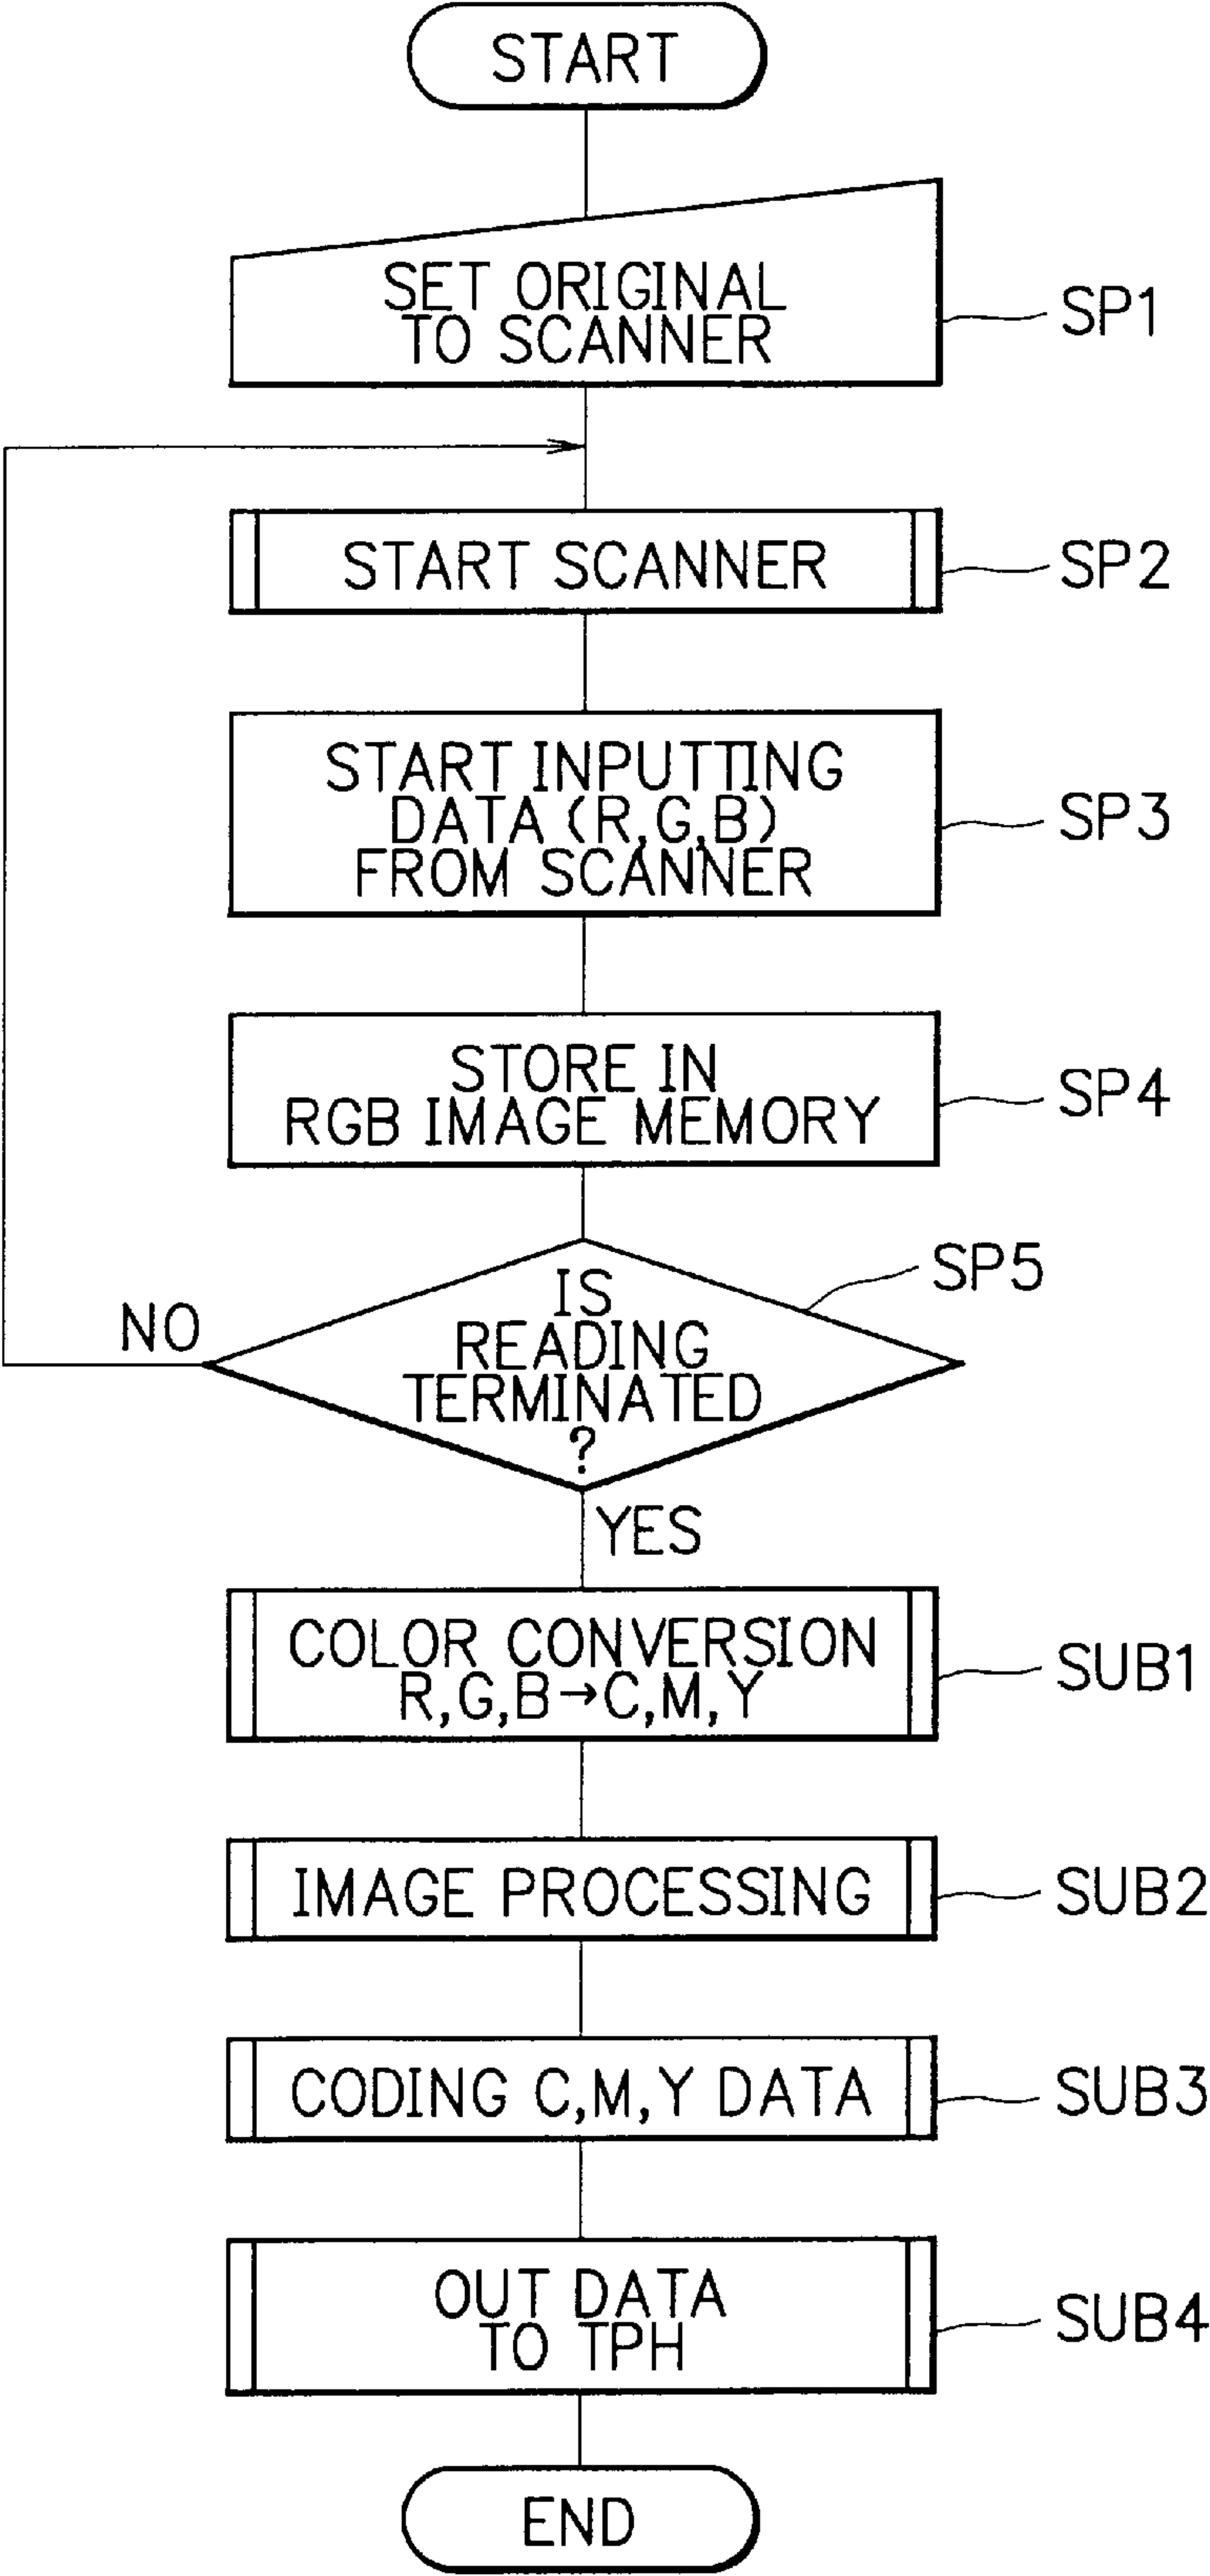 START
SET ORIGINAL
TO SCANNER
SP1
START SCANNER
SP2
START INPUTTING
DATA (R,G,B)
FROM SCANNER
SP3
STORE IN
RGB IMAGE MEMORY
SP4
IS
READING
TERMINATED
?
SP5
NO
YES
COLOR CONVERSION
R,G,B→C,M,Y
SUB1
IMAGE PROCESSING
SUB2
CODING C,M,Y DATA
SUB3
OUT DATA
TO TPH
SUB4
END